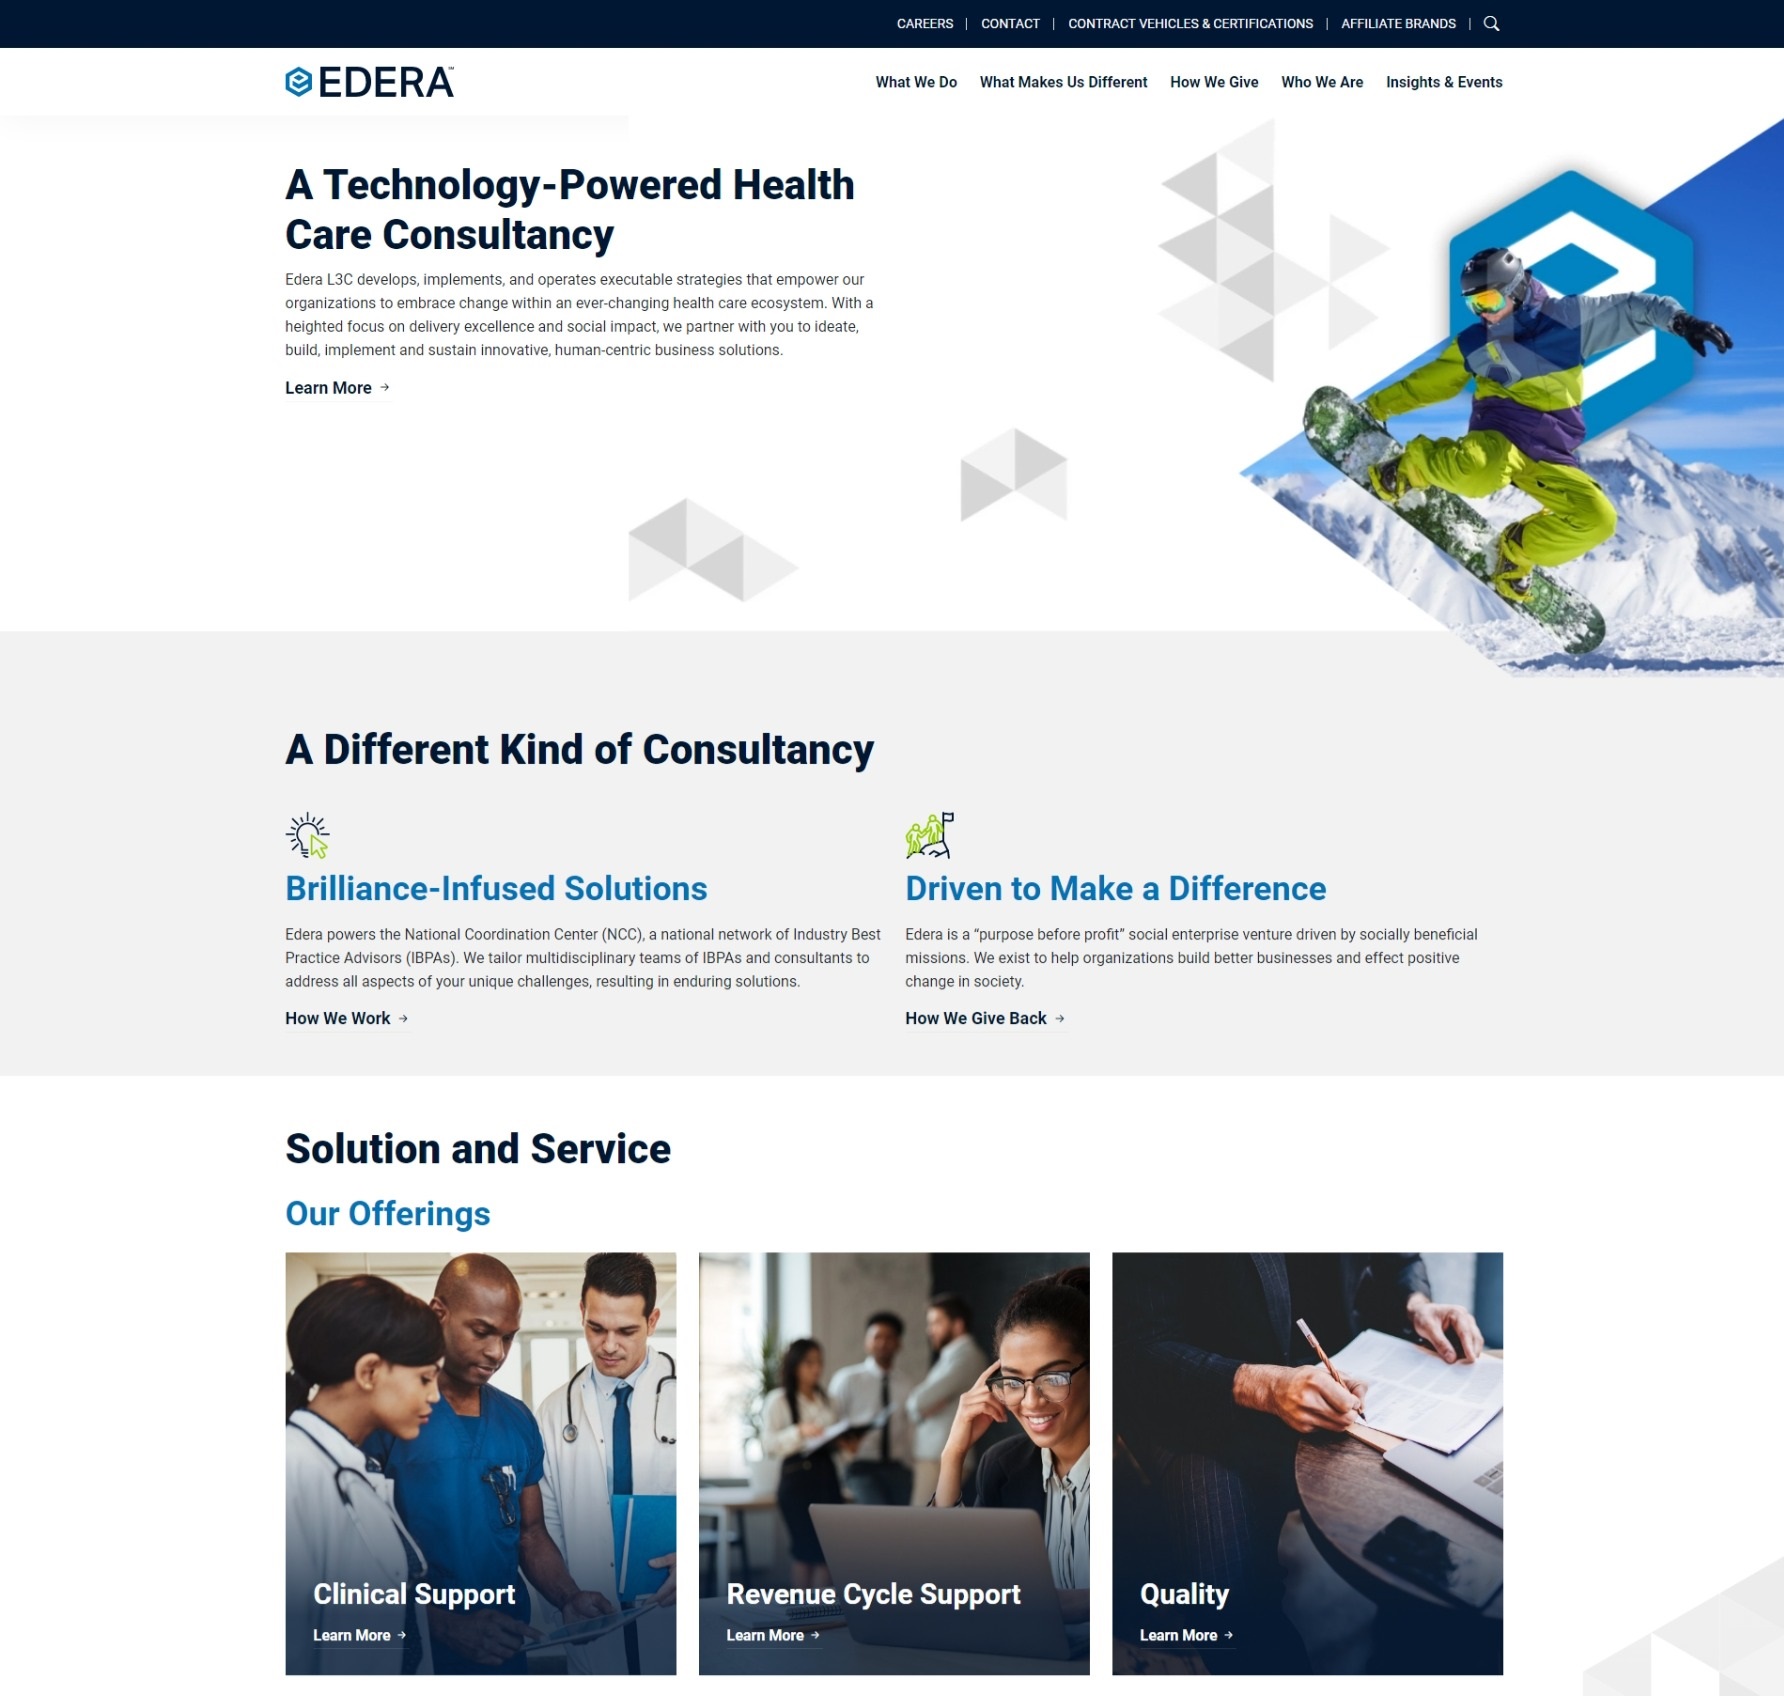 CAREERS | CONTACT | CONTRACT VEHICLES & CERTIFICATIONS | AFFILIATE BRANDS |
EDERA™
What We Do What Makes Us Different How We Give Who We Are Insights & Events
A Technology-Powered Health
Care Consultancy
Edera L3C develops, implements, and operates executable strategies that empower our
organizations to embrace change within an ever-changing health care ecosystem. With a
heighted focus on delivery excellence and social impact, we partner with you to ideate,
build, implement and sustain innovative, human-centric business solutions.
Learn More →
A Different Kind of Consultancy
Brilliance-Infused Solutions
Edera powers the National Coordination Center (NCC), a national network of Industry Best
Practice Advisors (IBPAs). We tailor multidisciplinary teams of IBPAs and consultants to
address all aspects of your unique challenges, resulting in enduring solutions.
How We Work →
Driven to Make a Difference
Edera is a “purpose before profit” social enterprise venture driven by socially beneficial
missions. We exist to help organizations build better businesses and effect positive
change in society.
How We Give Back →
Solution and Service
Our Offerings
Clinical Support
Learn More →
Revenue Cycle Support
Learn More →
Quality
Learn More →